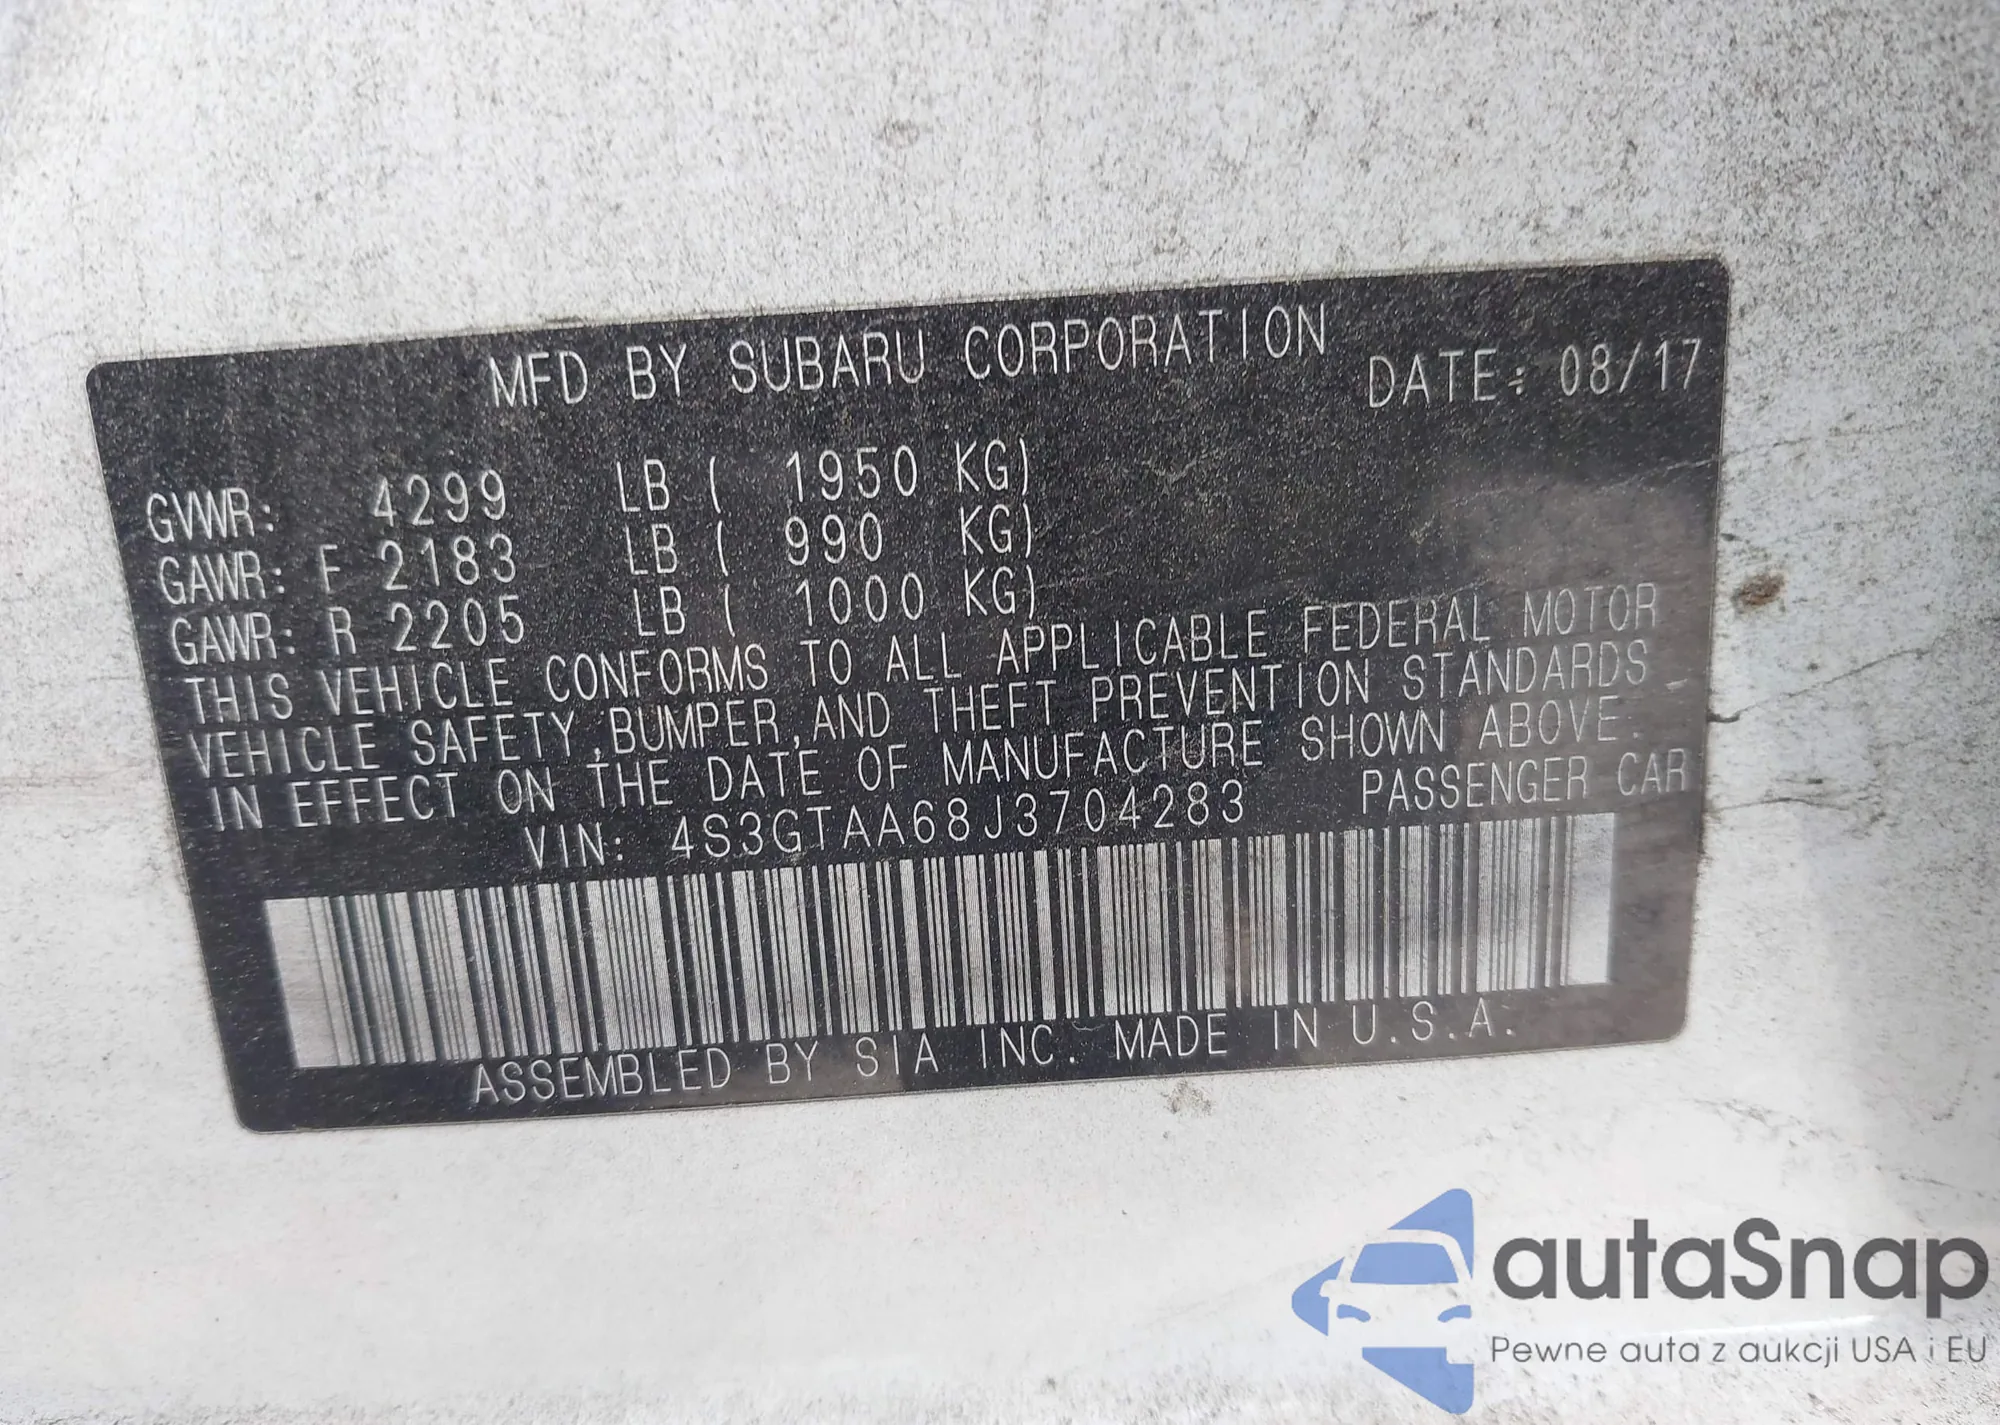 MFD BY SUBARU CORPORATION DATE: 08/17
GVWR: 4299 LB ( 1950 KG)
GAWR: F 2183 LB ( 990 KG)
GAWR: R 2205 LB ( 1000 KG)
THIS VEHICLE CONFORMS TO ALL APPLICABLE FEDERAL MOTOR
VEHICLE SAFETY,BUMPER,AND THEFT PREVENTION STANDARDS
IN EFFECT ON THE DATE OF MANUFACTURE SHOWN ABOVE.
VIN: 4S3GTAA68J3704283 PASSENGER CAR
ASSEMBLED BY SIA INC. MADE IN U.S.A.
autaSnap
Pewne auta z aukcji USA i EU